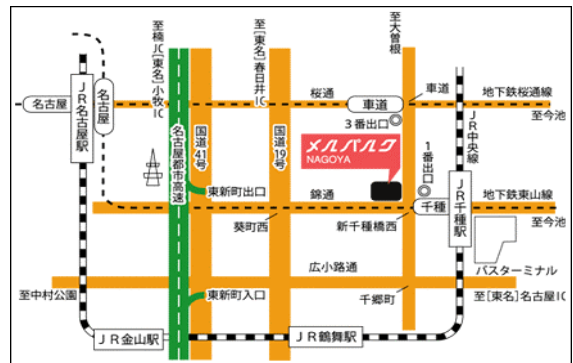 至楠JC[東名]小牧IC
至[東名]春日井IC
至大曽根
名古屋
名古屋
JR名古屋駅
桜通
車道
車道
地下鉄桜通線
至今池
3番出口
JR中央線
名古屋都市高速
国道41号
国道19号
メルパルク
NAGOYA
1番出口
東新町出口
錦通
千種
JR千種駅
地下鉄東山線
至今池
葵町西
新千種橋西
バスターミナル
広小路通
至中村公園
東新町入口
千郷町
至[東名]名古屋IC
JR金山駅
JR鶴舞駅